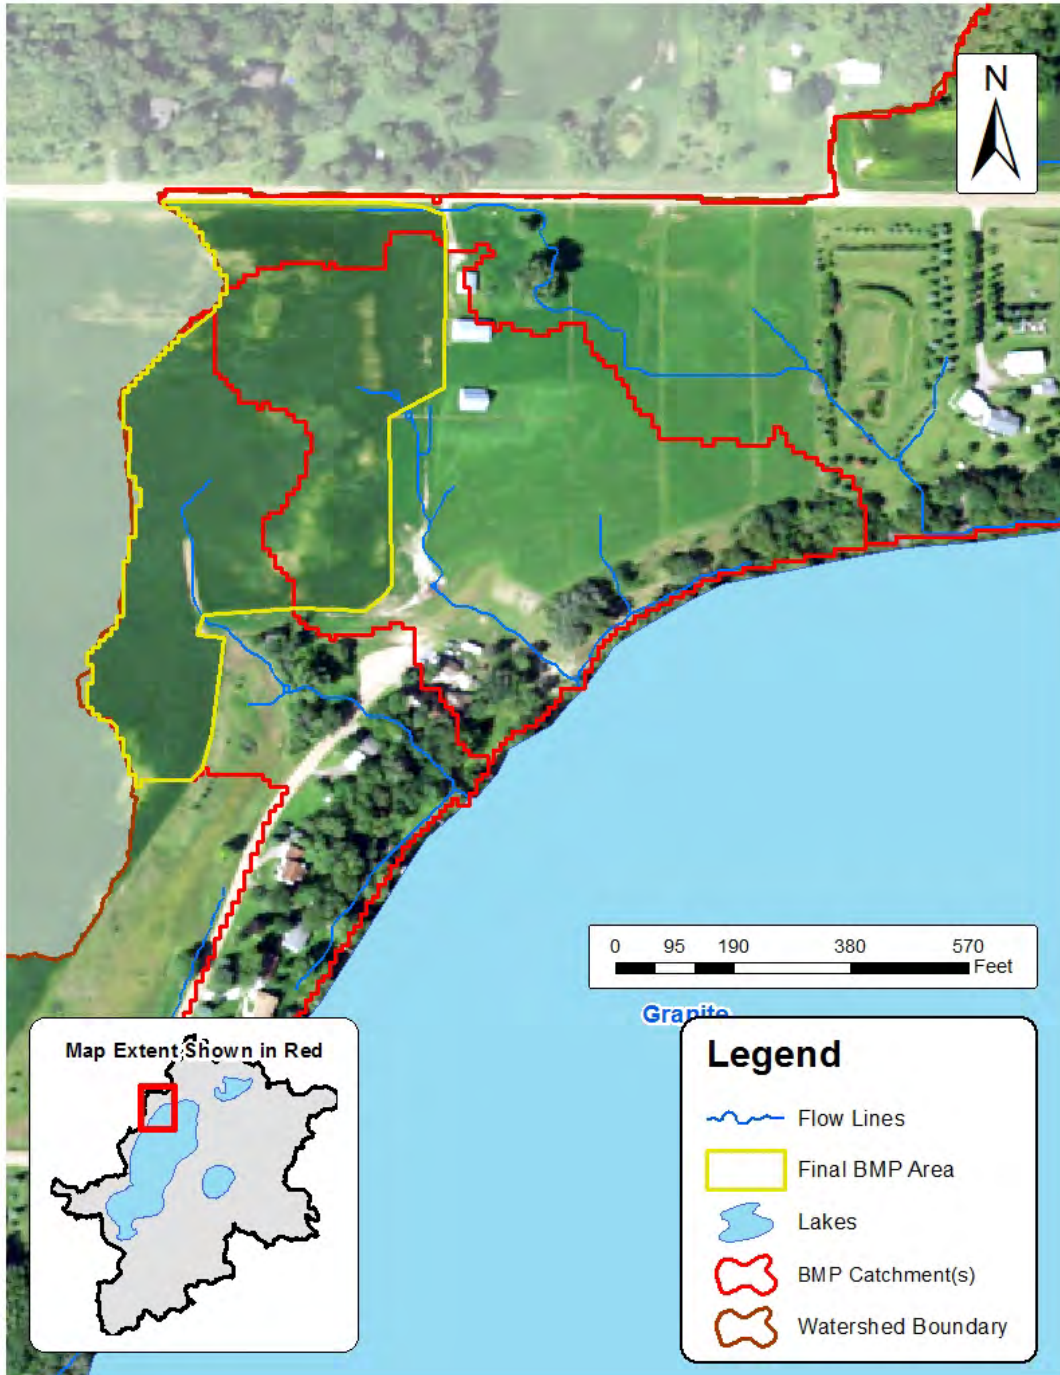 N
0 95 190 380 570
Feet
Granite
Map Extent Shown in Red
Legend
Flow Lines
Final BMP Area
Lakes
BMP Catchment(s)
Watershed Boundary